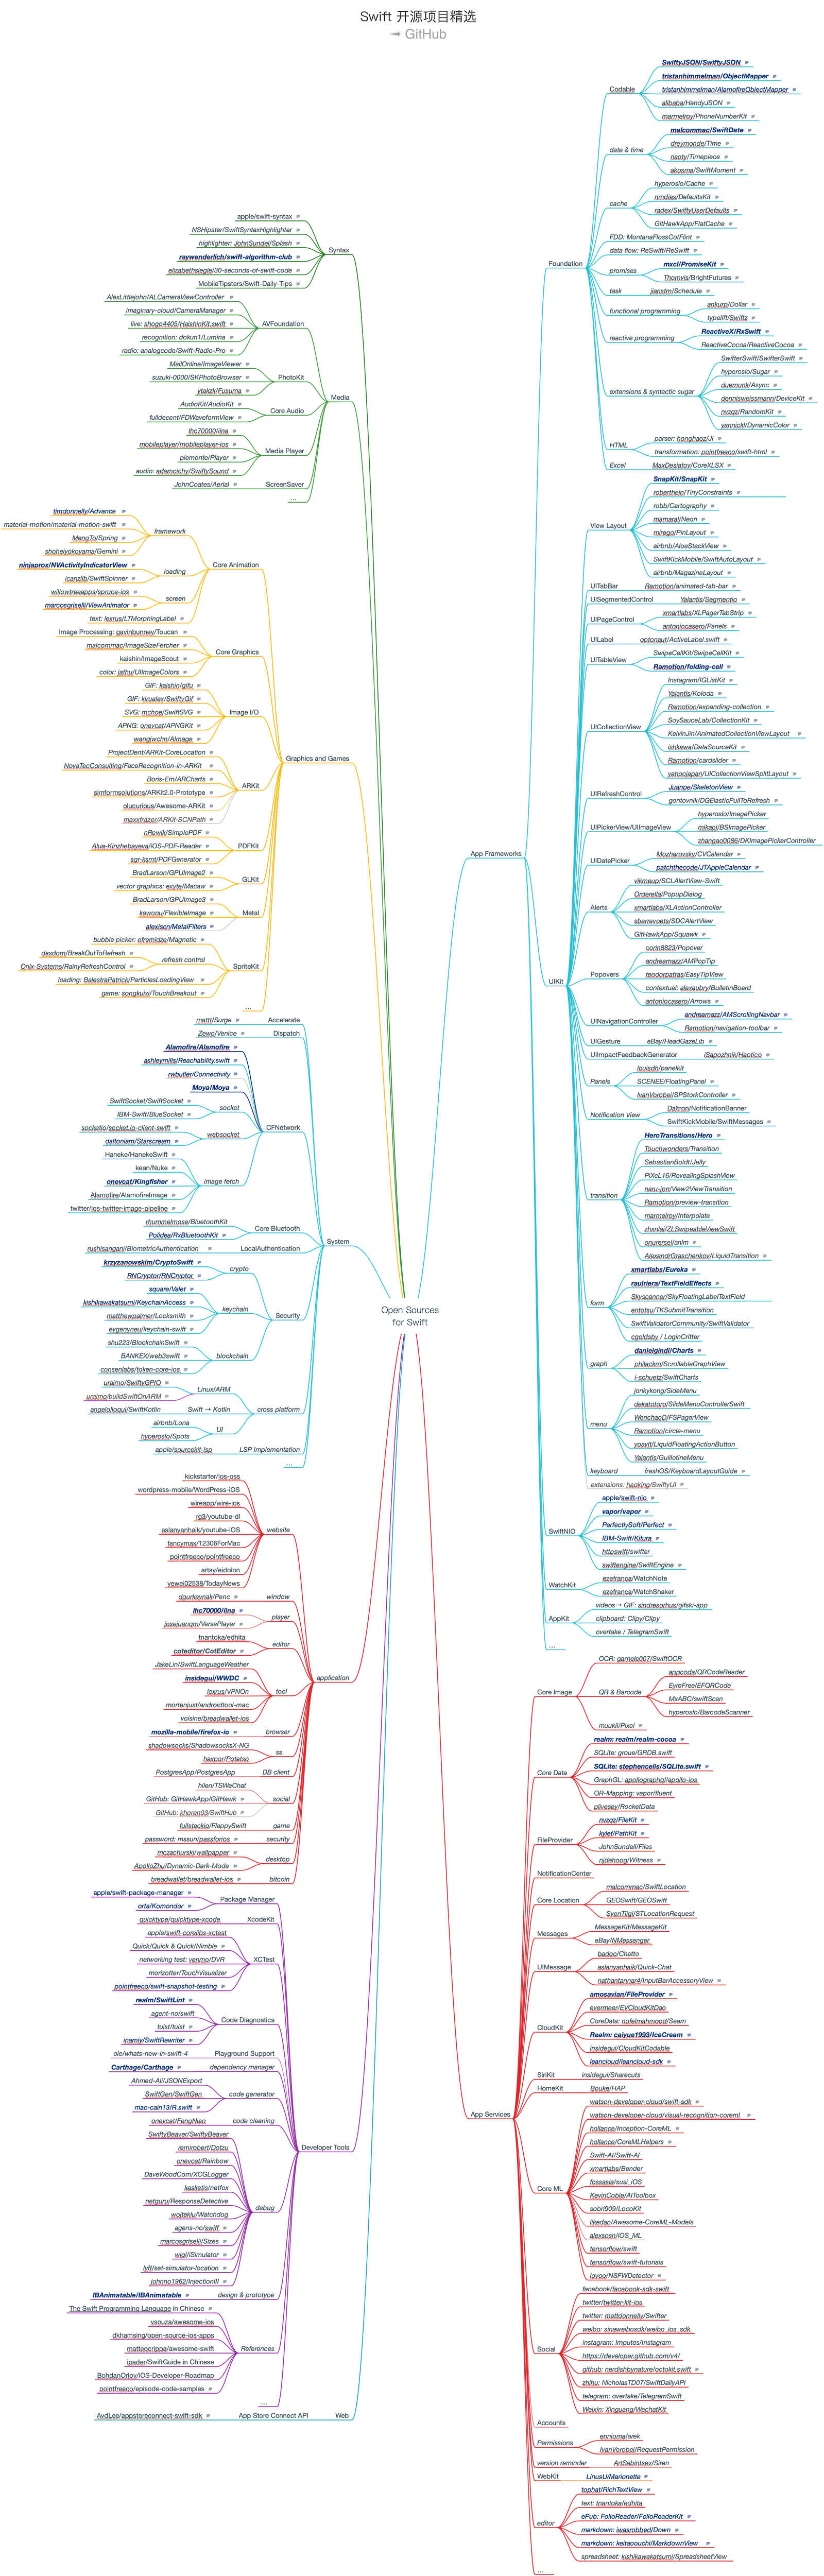 Swift 开源项目精选
➟ GitHub
Open Sources
for Swift
Syntax
apple/swift-syntax
NSHipster/SwiftSyntaxHighlighter
highlighter: JohnSundel/Splash
raywenderlich/swift-algorithm-club
elizabethsiegle/30-seconds-of-swift-code
MobileTipsters/Swift-Daily-Tips
Media
AVFoundation
AlexLittlejohn/ALCameraViewController
imaginary-cloud/CameraManager
live: shogo4405/HaishinKit.swift
recognition: dokun1/Lumina
radio: analogcode/Swift-Radio-Pro
PhotoKit
MailOnline/ImageViewer
suzuki-0000/SKPhotoBrowser
ytakzk/Fusuma
Core Audio
AudioKit/AudioKit
fulldecent/FDWaveformView
Media Player
lhc70000/iina
mobileplayer/mobileplayer-ios
piemonte/Player
audio: adamcichy/SwiftySound
ScreenSaver
JohnCoates/Aerial
...
Graphics and Games
Core Animation
framework
timdonnelly/Advance
material-motion/material-motion-swift
MengTo/Spring
shoheiyokoyama/Gemini
loading
ninjaprox/NVActivityIndicatorView
icanzilb/SwiftSpinner
screen
willowtreeapps/spruce-ios
marcosgriselli/ViewAnimator
text: lexrus/LTMorphingLabel
Core Graphics
Image Processing: gavinbunney/Toucan
malcommac/ImageSizeFetcher
kaishin/ImageScout
color: jathu/UIImageColors
Image I/O
GIF: kaishin/gifu
GIF: kirualex/SwiftyGif
SVG: mchoe/SwiftSVG
APNG: onevcat/APNGKit
wangjwchn/AImage
ARKit
ProjectDent/ARKit-CoreLocation
NovaTecConsulting/FaceRecognition-in-ARKit
Boris-Em/ARCharts
simformsolutions/ARKit2.0-Prototype
olucurious/Awesome-ARKit
maxxfrazer/ARKit-SCNPath
PDFKit
nRewik/SimplePDF
Alua-Kinzhebayeva/iOS-PDF-Reader
sgr-ksmt/PDFGenerator
GLKit
BradLarson/GPUImage2
vector graphics: exyte/Macaw
Metal
BradLarson/GPUImage3
kawoou/FlexibleImage
alexiscn/MetalFilters
SpriteKit
bubble picker: efremidze/Magnetic
refresh control
dasdom/BreakOutToRefresh
Onix-Systems/RainyRefreshControl
loading: BalestraPatrick/ParticlesLoadingView
game: songkuixi/TouchBreakout
...
System
Accelerate
mattt/Surge
Dispatch
Zewo/Venice
CFNetwork
Alamofire/Alamofire
ashleymills/Reachability.swift
rwbutler/Connectivity
Moya/Moya
socket
SwiftSocket/SwiftSocket
IBM-Swift/BlueSocket
websocket
socketio/socket.io-client-swift
daltoniam/Starscream
image fetch
Haneke/HanekeSwift
kean/Nuke
onevcat/Kingfisher
Alamofire/AlamofireImage
twitter/ios-twitter-image-pipeline
Core Bluetooth
rhummelmose/BluetoothKit
Polidea/RxBluetoothKit
LocalAuthentication
rushisangani/BiometricAuthentication
Security
crypto
krzyzanowskim/CryptoSwift
RNCryptor/RNCryptor
keychain
square/Valet
kishikawakatsumi/KeychainAccess
matthewpalmer/Locksmith
evgenyneu/keychain-swift
blockchain
shu223/BlockchainSwift
BANKEX/web3swift
consenlabs/token-core-ios
cross platform
Linux/ARM
uraimo/SwiftyGPIO
uraimo/buildSwiftOnARM
Swift → Kotlin
angelolloqui/SwiftKotlin
UI
airbnb/Lona
hyperoslo/Spots
LSP Implementation
apple/sourcekit-lsp
...
application
website
kickstarter/ios-oss
wordpress-mobile/WordPress-iOS
wireapp/wire-ios
rg3/youtube-dl
aslanyanhaik/youtube-iOS
fancymax/12306ForMac
pointfreeco/pointfreeco
artsy/eidolon
yewei02538/TodayNews
window
dgurkaynak/Penc
player
lhc70000/iina
josejuanqm/VersaPlayer
editor
tnantoka/edhita
coteditor/CotEditor
tool
JakeLin/SwiftLanguageWeather
insidegui/WWDC
lexrus/VPNOn
mortenjust/androidtool-mac
voisine/breadwallet-ios
browser
mozilla-mobile/firefox-io
ss
shadowsocks/ShadowsocksX-NG
haxpor/Potatso
DB client
PostgresApp/PostgresApp
social
hilen/TSWeChat
GitHub: GitHawkApp/GitHawk
GitHub: khoren93/SwiftHub
game
fullstackio/FlappySwift
security
password: mssun/passforios
desktop
mczachurski/wallpapper
ApolloZhu/Dynamic-Dark-Mode
bitcoin
breadwallet/breadwallet-ios
Developer Tools
Package Manager
apple/swift-package-manager
orta/Komondor
XcodeKit
quicktype/quicktype-xcode
XCTest
apple/swift-corelibs-xctest
Quick/Quick & Quick/Nimble
networking test: venmo/DVR
morizotter/TouchVisualizer
pointfreeco/swift-snapshot-testing
Code Diagnostics
realm/SwiftLint
agent-no/swift
tuist/tuist
inamiy/SwiftRewriter
Playground Support
ole/whats-new-in-swift-4
dependency manager
Carthage/Carthage
code generator
Ahmed-Ali/JSONExport
SwiftGen/SwiftGen
mac-cain13/R.swift
code cleaning
onevcat/FengNiao
debug
SwiftyBeaver/SwiftyBeaver
remirobert/Dotzu
onevcat/Rainbow
DaveWoodCom/XCGLogger
kasketis/netfox
netguru/ResponseDetective
wojteklu/Watchdog
agens-no/swiff
marcosgriselli/Sizes
wigl/iSimulator
lyft/set-simulator-location
johnno1962/InjectionIII
design & prototype
IBAnimatable/IBAnimatable
References
The Swift Programming Language in Chinese
vsouza/awesome-ios
dkhamsing/open-source-ios-apps
matteocrippa/awesome-swift
ipader/SwiftGuide in Chinese
BohdanOrlov/iOS-Developer-Roadmap
pointfreeco/episode-code-samples
...
Web
App Store Connect API
AvdLee/appstoreconnect-swift-sdk
App Frameworks
Foundation
Codable
SwiftyJSON/SwiftyJSON
tristanhimmelman/ObjectMapper
tristanhimmelman/AlamofireObjectMapper
alibaba/HandyJSON
marmelroy/PhoneNumberKit
date & time
malcommac/SwiftDate
dreymonde/Time
naoty/Timepiece
akosma/SwiftMoment
cache
hyperoslo/Cache
nmdias/DefaultsKit
radex/SwiftyUserDefaults
GitHawkApp/FlatCache
FDD: MontanaFlossCo/Flint
data flow: ReSwift/ReSwift
promises
mxcl/PromiseKit
Thomvis/BrightFutures
task
jianstm/Schedule
functional programming
ankurp/Dollar
typelift/Swiftz
reactive programming
ReactiveX/RxSwift
ReactiveCocoa/ReactiveCocoa
extensions & syntactic sugar
SwifterSwift/SwifterSwift
hyperoslo/Sugar
duemunk/Async
dennisweissmann/DeviceKit
nvzqz/RandomKit
yannickl/DynamicColor
HTML
parser: honghaoz/Ji
transformation: pointfreeco/swift-html
Excel
MaxDesiatov/CoreXLSX
UIKit
View Layout
SnapKit/SnapKit
roberthein/TinyConstraints
robb/Cartography
mamaral/Neon
mirego/PinLayout
airbnb/AloeStackView
SwiftKickMobile/SwiftAutoLayout
airbnb/MagazineLayout
UITabBar
Ramotion/animated-tab-bar
UISegmentedControl
Yalantis/Segmentio
UIPageControl
xmartlabs/XLPagerTabStrip
antoniocasero/Panels
UILabel
optonaut/ActiveLabel.swift
UITableView
SwipeCellKit/SwipeCellKit
Ramotion/folding-cell
UICollectionView
Instagram/IGListKit
Yalantis/Koloda
Ramotion/expanding-collection
SoySauceLab/CollectionKit
KelvinJin/AnimatedCollectionViewLayout
ishkawa/DataSourceKit
Ramotion/cardslider
yahoojapan/UICollectionViewSplitLayout
UIRefreshControl
Juanpe/SkeletonView
gontovnik/DGElasticPullToRefresh
UIPickerView/UIImageView
hyperoslo/ImagePicker
mikaoj/BSImagePicker
zhangao0086/DKImagePickerController
UIDatePicker
Mozharovsky/CVCalendar
patchthecode/JTAppleCalendar
Alerts
vikmeup/SCLAlertView-Swift
Orderella/PopupDialog
xmartlabs/XLActionController
sberrevoets/SDCAlertView
GitHawkApp/Squawk
Popovers
corin8823/Popover
andreamazz/AMPopTip
teodorpatras/EasyTipView
contextual: alexaubry/BulletinBoard
antoniocasero/Arrows
UINavigationController
andreamazz/AMScrollingNavbar
Ramotion/navigation-toolbar
UIGesture
eBay/HeadGazeLib
UIImpactFeedbackGenerator
iSapozhnik/Haptico
Panels
louisdh/panelkit
SCENEE/FloatingPanel
IvanVorobei/SPStorkController
Notification View
Daltron/NotificationBanner
SwiftKickMobile/SwiftMessages
transition
HeroTransitions/Hero
Touchwonders/Transition
SebastianBoldt/Jelly
PiXeL16/RevealingSplashView
naru-jpn/View2ViewTransition
Ramotion/preview-transition
marmelroy/Interpolate
zhxnlai/ZLSwipeableViewSwift
onurersel/anim
AlexandrGraschenkov/LiquidTransition
form
xmartlabs/Eureka
raulriera/TextFieldEffects
Skyscanner/SkyFloatingLabelTextField
entotsu/TKSubmitTransition
SwiftValidatorCommunity/SwiftValidator
cgoldsby / LoginCritter
graph
danielgindi/Charts
philackm/ScrollableGraphView
i-schuetz/SwiftCharts
menu
jonkykong/SideMenu
dekatotoro/SlideMenuControllerSwift
WenchaoD/FSPagerView
Ramotion/circle-menu
yoavlt/LiquidFloatingActionButton
Yalantis/GuillotineMenu
keyboard
freshOS/KeyboardLayoutGuide
extensions: haoking/SwiftyUI
SwiftNIO
apple/swift-nio
vapor/vapor
PerfectlySoft/Perfect
IBM-Swift/Kitura
httpswift/swifter
swiftengine/SwiftEngine
WatchKit
ezefranca/WatchNote
ezefranca/WatchShaker
AppKit
videos→ GIF: sindresorhus/gifski-app
clipboard: Clipy/Clipy
overtake / TelegramSwift
...
App Services
Core Image
OCR: garnele007/SwiftOCR
QR & Barcode
appcoda/QRCodeReader
EyreFree/EFQRCode
MxABC/swiftScan
hyperoslo/BarcodeScanner
muukii/Pixel
Core Data
realm: realm/realm-cocoa
SQLite: groue/GRDB.swift
SQLite: stephencelis/SQLite.swift
GraphGL: apollographql/apollo-ios
OR-Mapping: vapor/fluent
plivesey/RocketData
FileProvider
nvzqz/FileKit
kylef/PathKit
JohnSundell/Files
njdehoog/Witness
NotificationCenter
Core Location
malcommac/SwiftLocation
GEOSwift/GEOSwift
SvenTiigi/STLocationRequest
Messages
MessageKit/MessageKit
eBay/NMessenger
UIMessage
badoo/Chatto
aslanyanhaik/Quick-Chat
nathantannar4/InputBarAccessoryView
CloudKit
amosavian/FileProvider
evermeer/EVCloudKitDao
CoreData: nofelmahmood/Seam
Realm: caiyue1993/IceCream
insidegui/CloudKitCodable
leancloud/leancloud-sdk
SiriKit
insidegui/Sharecuts
HomeKit
Bouke/HAP
Core ML
watson-developer-cloud/swift-sdk
watson-developer-cloud/visual-recognition-coreml
hollance/Inception-CoreML
hollance/CoreMLHelpers
Swift-AI/Swift-AI
xmartlabs/Bender
fossasia/susi_iOS
KevinCoble/AIToolbox
sobri909/LocoKit
likedan/Awesome-CoreML-Models
alexsosn/iOS_ML
tensorflow/swift
tensorflow/swift-tutorials
lovoo/NSFWDetector
Social
facebook/facebook-sdk-swift
twitter/twitter-kit-ios
twitter: mattdonnelly/Swifter
weibo: sinaweibosdk/weibo_ios_sdk
instagram: Imputes/Instagram
https://developer.github.com/v4/
github: nerdishbynature/octokit.swift
zhihu: NicholasTD07/SwiftDailyAPI
telegram: overtake/TelegramSwift
Weixin: Xinguang/WechatKit
Accounts
Permissions
ennioma/arek
IvanVorobei/RequestPermission
version reminder
ArtSabintsev/Siren
WebKit
LinusU/Marionette
editor
tophat/RichTextView
text: tnantoka/edhita
ePub: FolioReader/FolioReaderKit
markdown: iwasrobbed/Down
markdown: keitaoouchi/MarkdownView
spreadsheet: kishikawakatsumi/SpreadsheetView
...